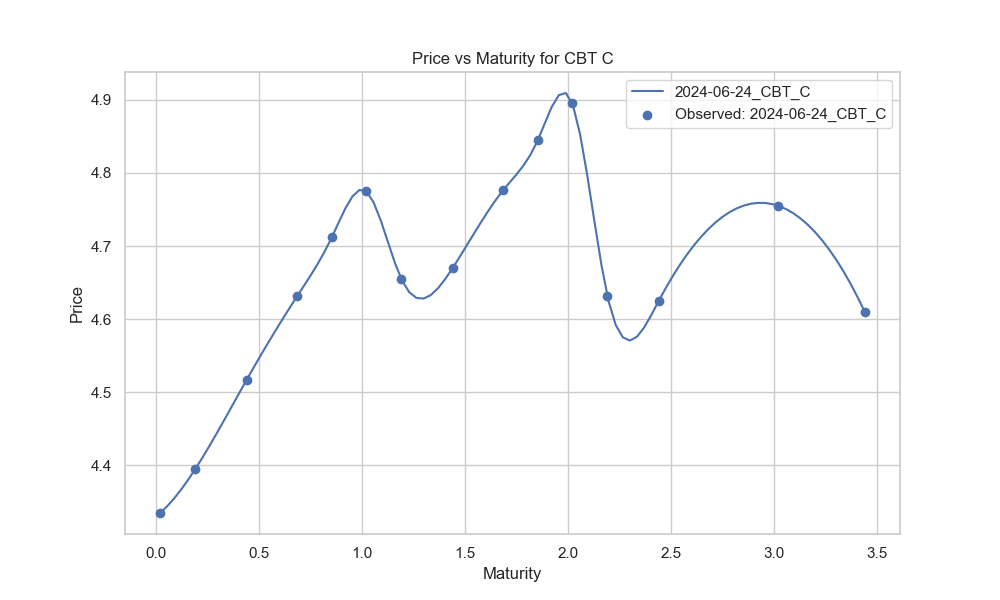 Price vs Maturity for CBT C
2024-06-24_CBT_C
Observed: 2024-06-24_CBT_C
Price
4.9
4.8
4.7
4.6
4.5
4.4
0.0 0.5 1.0 1.5 2.0 2.5 3.0 3.5
Maturity